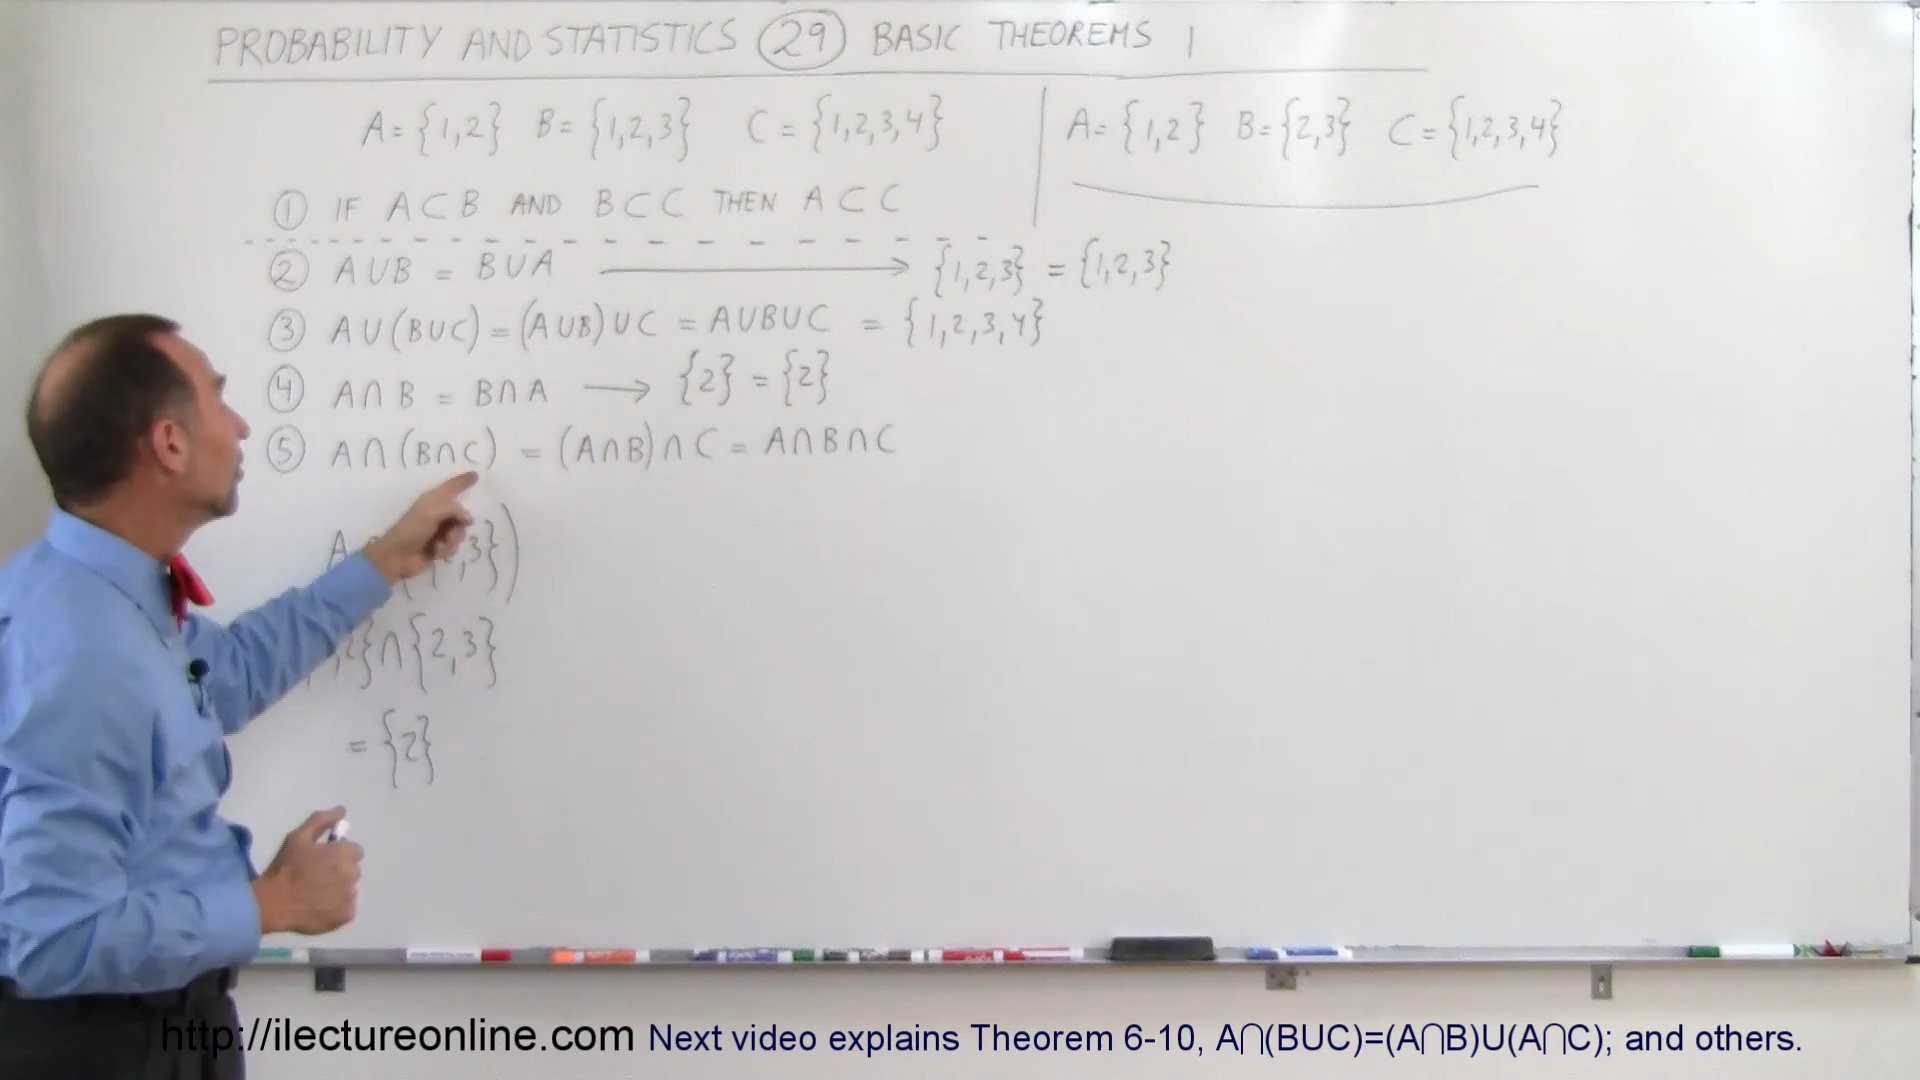 PROBABILITY AND STATISTICS 29 BASIC THEOREMS 1
A = {1,2} B = {1,2,3} C = {1,2,3,4}
A = {1,2} B = {2,3} C = {1,2,3,4}
① IF A ⊂ B AND B ⊂ C THEN A ⊂ C
② A∪B = B∪A → {1,2,3} = {1,2,3}
③ A∪(B∪C) = (A∪B)∪C = A∪B∪C = {1,2,3,4}
④ A∩B = B∩A → {2} = {2}
⑤ A∩(B∩C) = (A∩B)∩C = A∩B∩C
A ,3})
,2}∩{2,3}
= {2}
http://ilectureonline.com Next video explains Theorem 6-10, A⋂(BUC)=(A⋂B)U(A⋂C); and others.